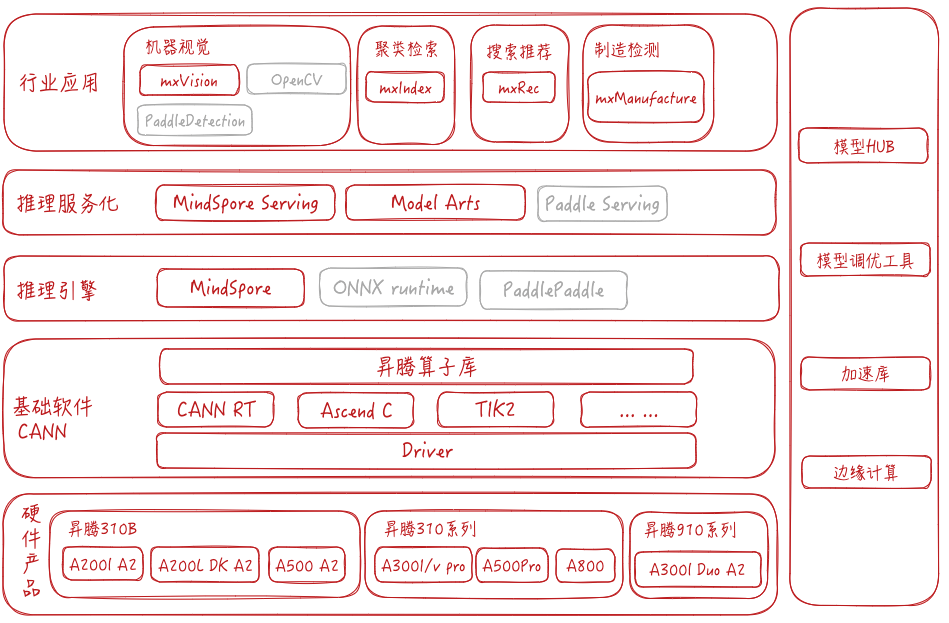 行业应用
机器视觉
mxVision
OpenCV
PaddleDetection
聚类检索
mxIndex
搜索推荐
mxRec
制造检测
mxManufacture
推理服务化
MindSpore Serving
Model Arts
Paddle Serving
推理引擎
MindSpore
ONNX runtime
PaddlePaddle
基础软件
CANN
昇腾算子库
CANN RT
Ascend C
TIK2
... ...
Driver
硬件产品
昇腾310B
A200I A2
A200L DK A2
A500 A2
昇腾310系列
A300I/v pro
A500Pro
A800
昇腾910系列
A300I Duo A2
模型HUB
模型调优工具
加速库
边缘计算